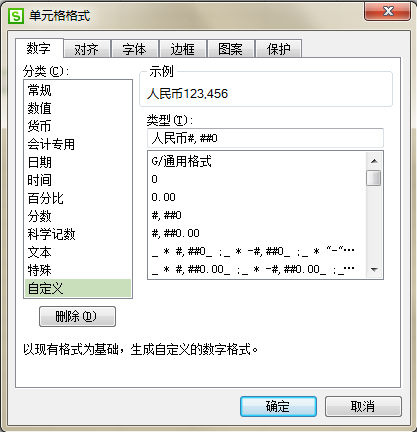 单元格格式
数字 对齐 字体 边框 图案 保护
分类(C):
常规
数值
货币
会计专用
日期
时间
百分比
分数
科学记数
文本
特殊
自定义
删除(D)
示例
人民币123,456
类型(T):
人民币#,##0
G/通用格式
0
0.00
#,##0
#,##0.00
_ * #,##0_ ;_ * -#,##0_ ;_ * "-"…
_ * #,##0.00_ ;_ * -#,##0.00_ ;…
以现有格式为基础，生成自定义的数字格式。
确定 取消